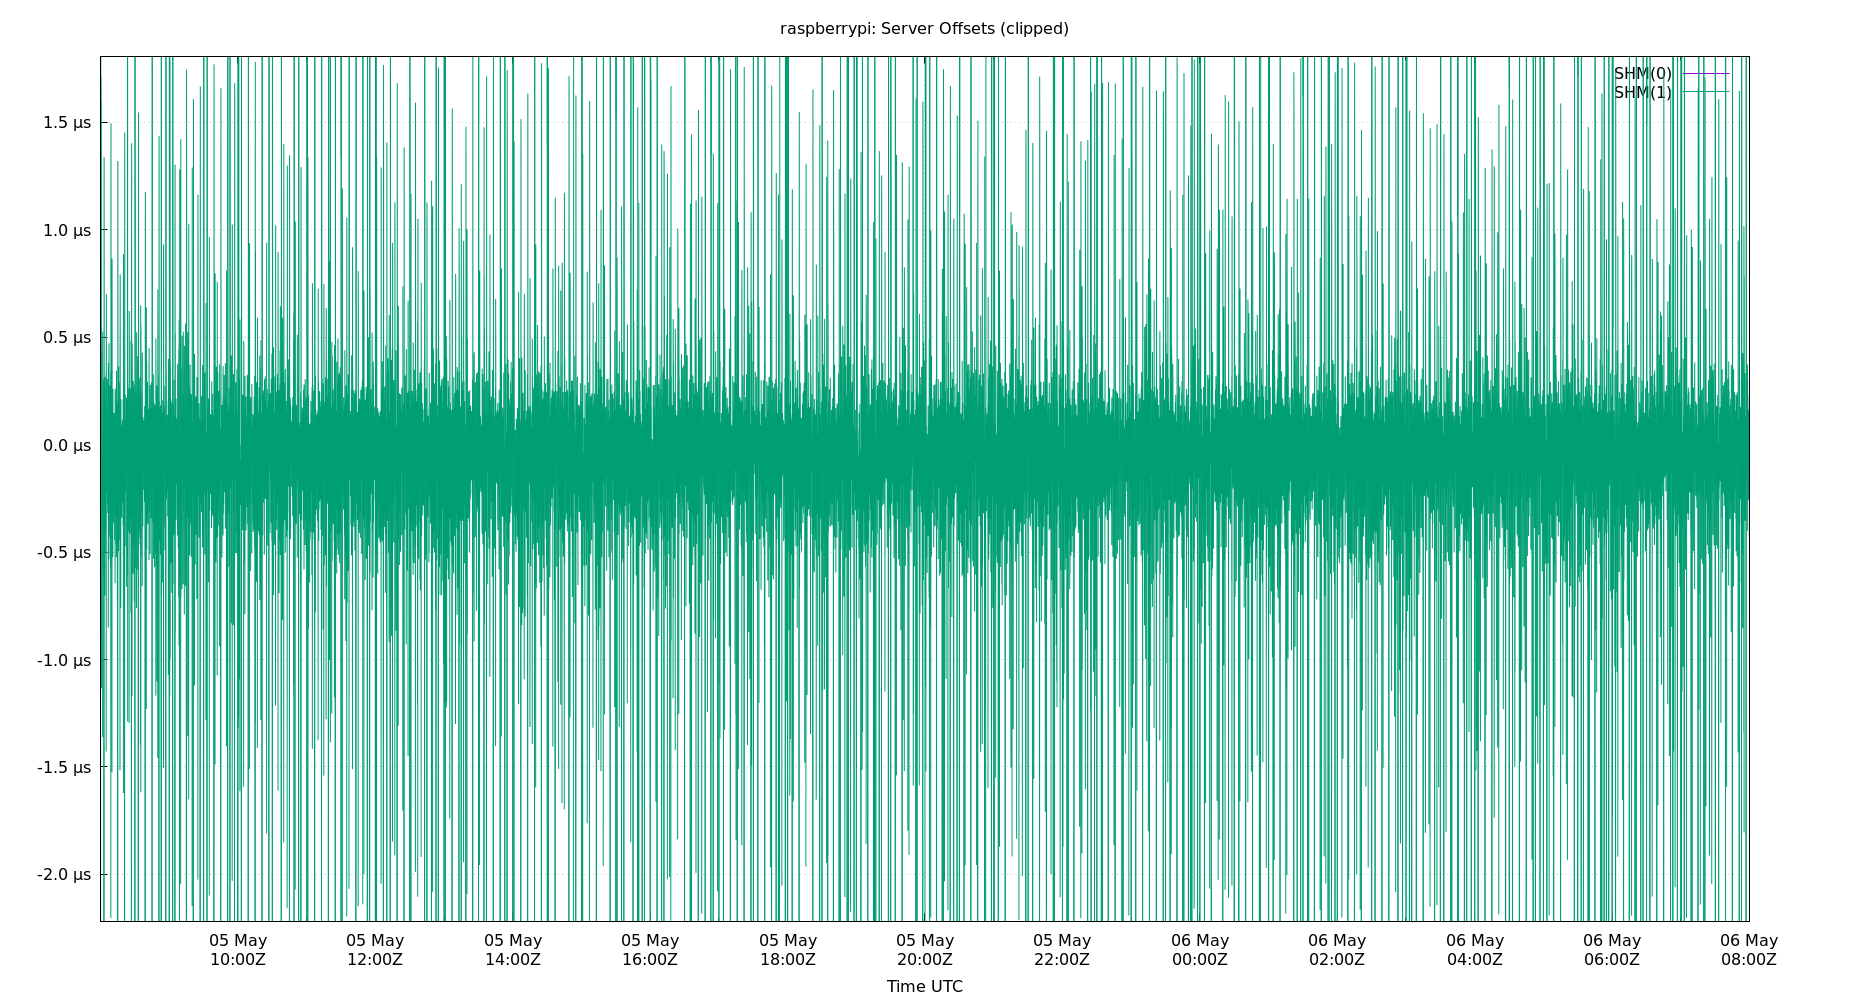 raspberrypi: Server Offsets (clipped)
SHM(0)
SHM(1)
1.5 µs
1.0 µs
0.5 µs
0.0 µs
-0.5 µs
-1.0 µs
-1.5 µs
-2.0 µs
05 May 05 May 05 May 05 May 05 May 05 May 05 May 06 May 06 May 06 May 06 May 06 May
10:00Z 12:00Z 14:00Z 16:00Z 18:00Z 20:00Z 22:00Z 00:00Z 02:00Z 04:00Z 06:00Z 08:00Z
Time UTC